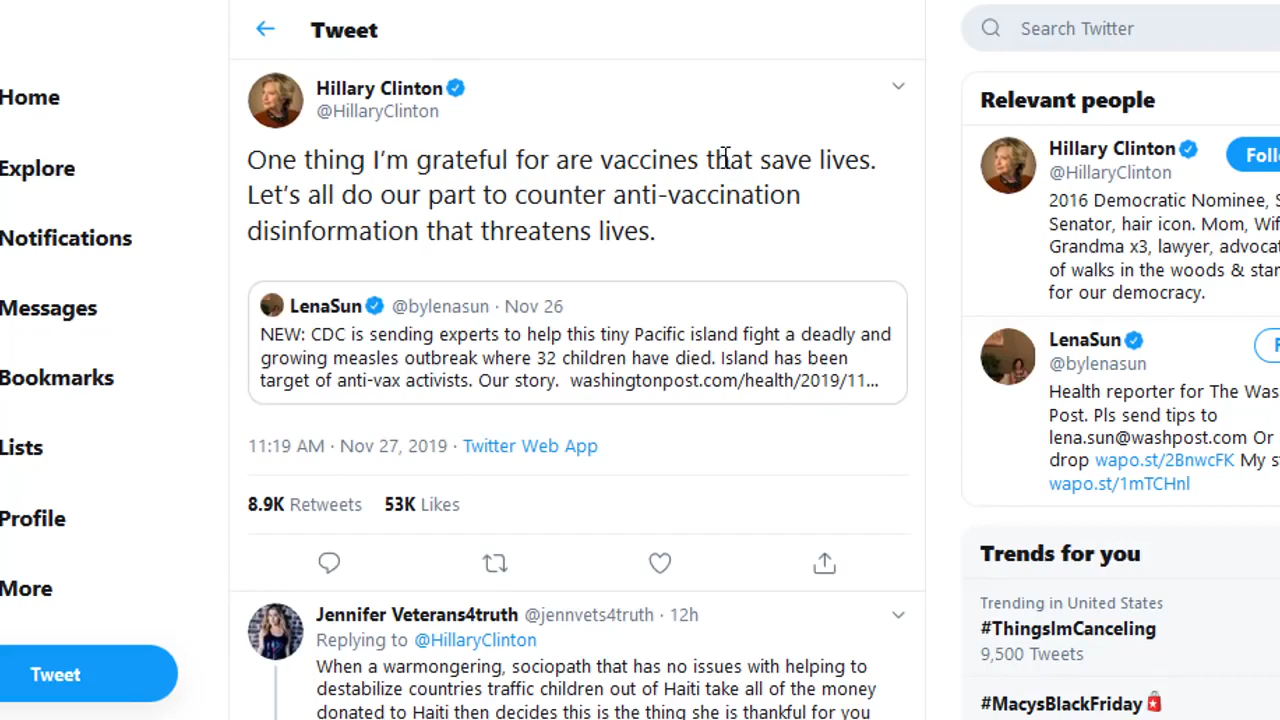 Home
Explore
Notifications
Messages
Bookmarks
Lists
Profile
More
Tweet
Tweet
Hillary Clinton
@HillaryClinton
One thing I'm grateful for are vaccines that save lives.
Let's all do our part to counter anti-vaccination
disinformation that threatens lives.
LenaSun @bylenasun · Nov 26
NEW: CDC is sending experts to help this tiny Pacific island fight a deadly and
growing measles outbreak where 32 children have died. Island has been
target of anti-vax activists. Our story. washingtonpost.com/health/2019/11...
11:19 AM · Nov 27, 2019 · Twitter Web App
8.9K Retweets 53K Likes
Jennifer Veterans4truth @jennvets4truth · 12h
Replying to @HillaryClinton
When a warmongering, sociopath that has no issues with helping to
destabilize countries traffic children out of Haiti take all of the money
donated to Haiti then decides this is the thing she is thankful for you
Search Twitter
Relevant people
Hillary Clinton
Foll
@HillaryClinton
2016 Democratic Nominee, S
Senator, hair icon. Mom, Wif
Grandma x3, lawyer, advocat
of walks in the woods & star
for our democracy.
LenaSun
F
@bylenasun
Health reporter for The Was
Post. Pls send tips to
lena.sun@washpost.com Or
drop wapo.st/2BnwcFK My s
wapo.st/1mTCHnl
Trends for you
Trending in United States
#ThingsImCanceling
9,500 Tweets
#MacysBlackFriday